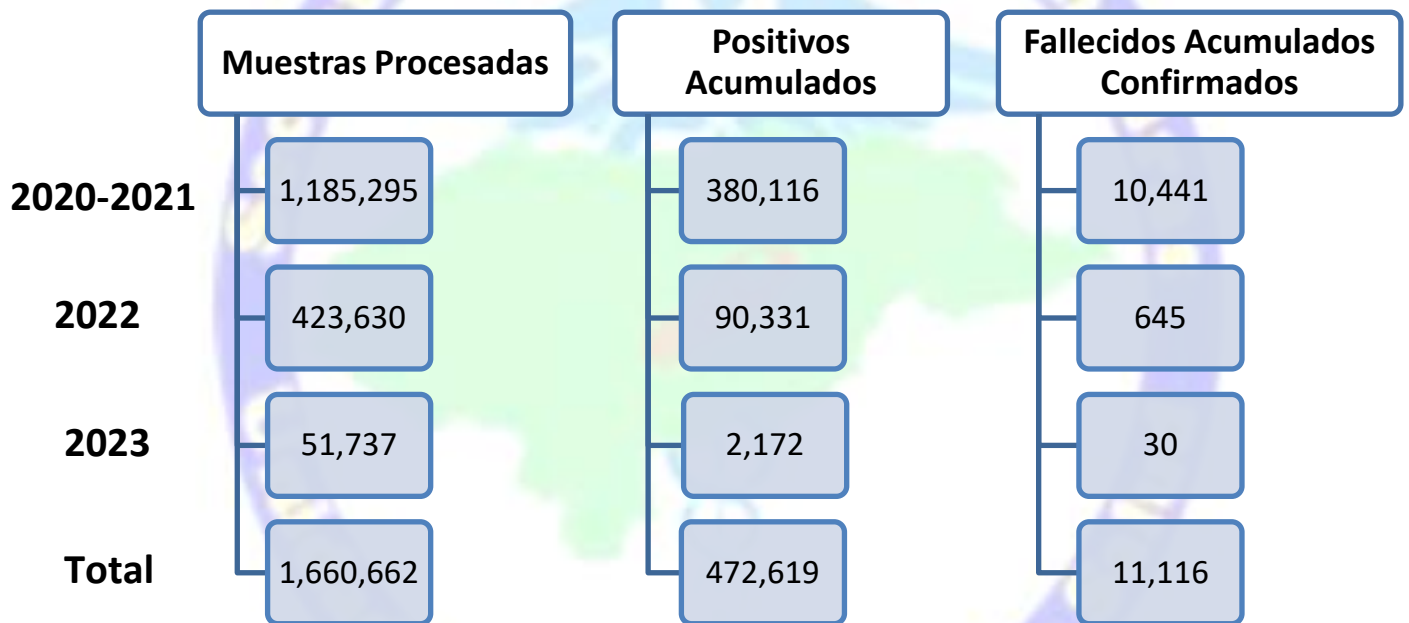 Muestras Procesadas
Positivos
Acumulados
Fallecidos Acumulados
Confirmados
2020-2021
1,185,295
380,116
10,441
2022
423,630
90,331
645
2023
51,737
2,172
30
Total
1,660,662
472,619
11,116